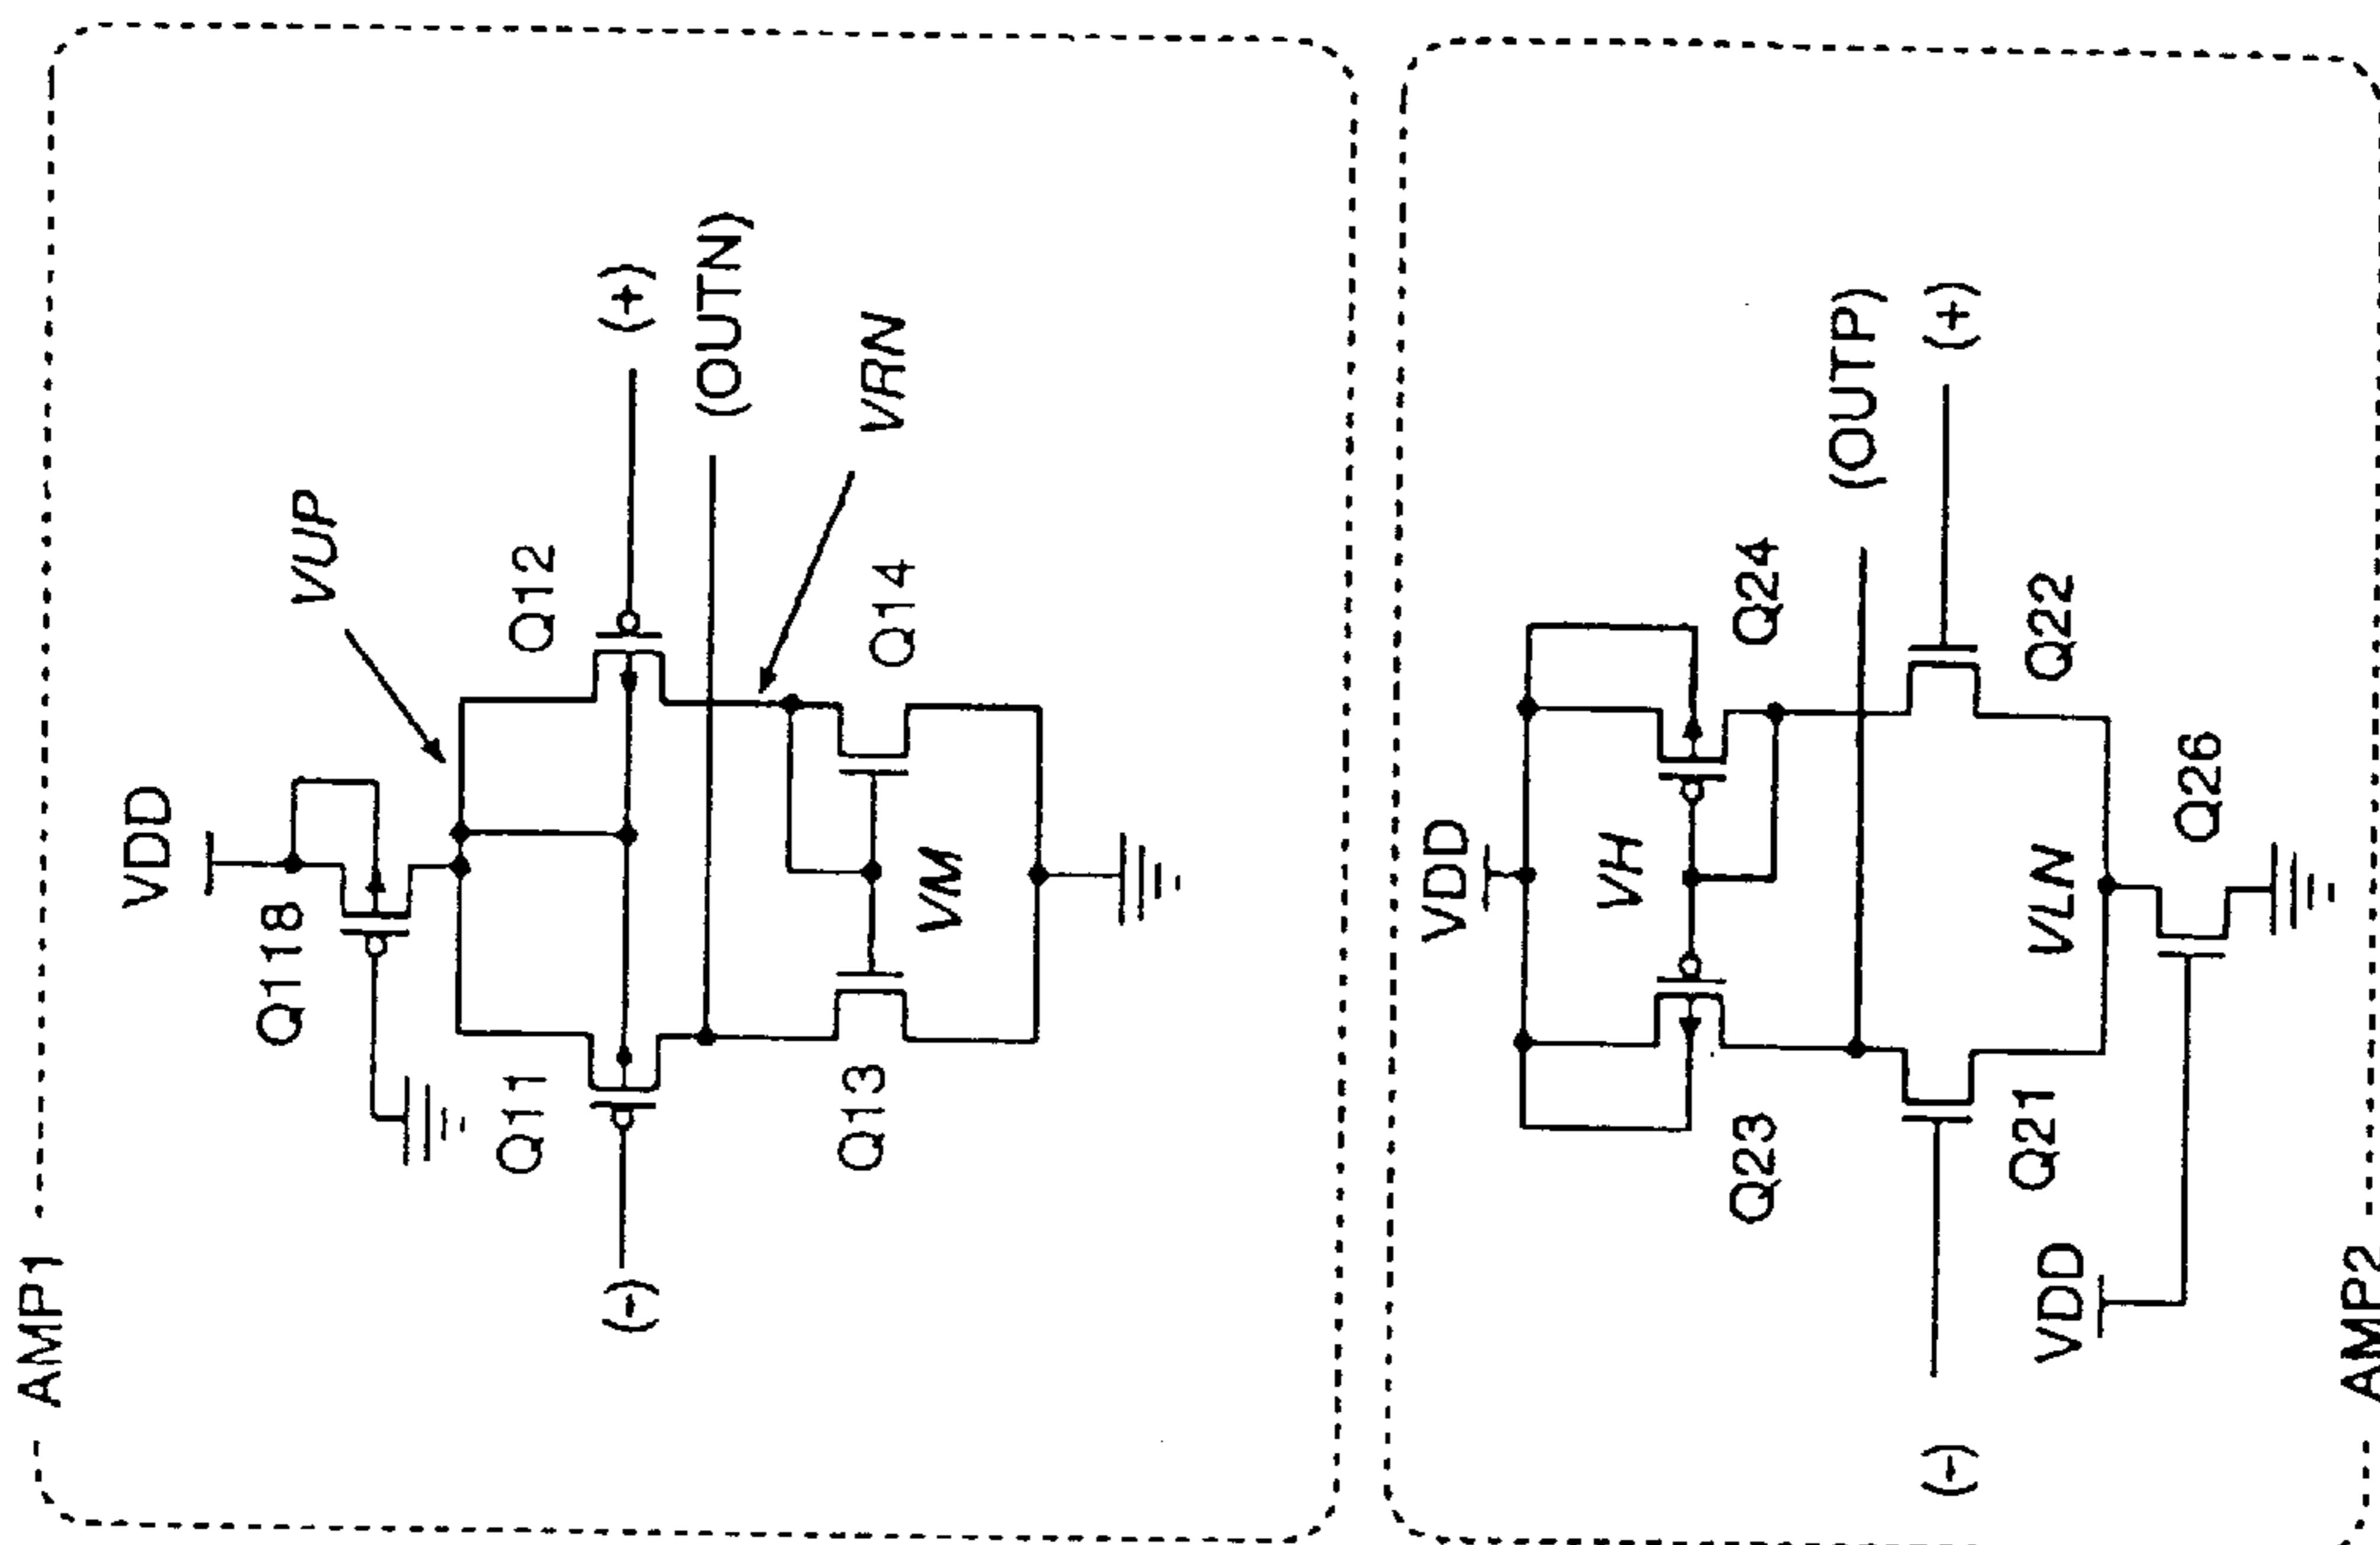 AMP1
VDD
VUP
Q118
Q11
Q12
(-)
(+)
(OUTN)
VRN
Q13
Q14
VM
VDD
VH
Q23
Q24
(OUTP)
(-)
(+)
Q21
Q22
VLN
VDD
Q26
AMP2